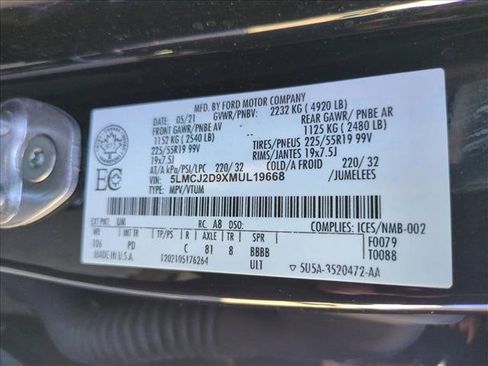 MFD. BY FORD MOTOR COMPANY
DATE: 05/21 GVWR/PNBV: 2232 KG ( 4920 LB)
FRONT GAWR/PNBE AV REAR GAWR/ PNBE AR
1152 KG ( 2540 LB) 1125 KG ( 2480 LB)
225/55R19 99V TIRES/PNEUS 225/55R19 99V
19x7.5J RIMS/JANTES 19x7.5J
AT/A kPa/PSI/LPC 220/ 32 COLD/A FROID 220/ 32
VIN: 5LMCJ2D9XMUL19668 /JUMELEES
TYPE: MPV/VTUM
EXT PNT: UM RC: AB DSO: COMPLIES: ICES/NMB-002
WB INT TR TP/PS R AXLE TR SPR F0079
106 PD C 81 8 BBBB T0088
MADE IN U.S.A. ULT
T202105176264 5U5A-3520472-AA